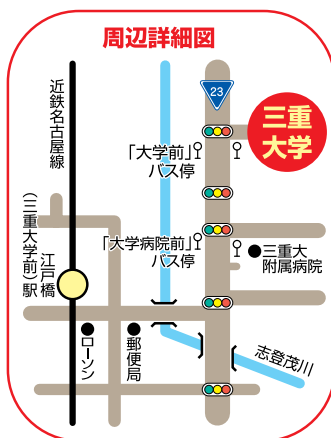 周辺詳細図
近鉄名古屋線
23
三重
大学
「大学前」
バス停
「大学病院前」
バス停
三重大
附属病院
江戸橋
(三重大学前)駅
ローソン
郵便局
志登茂川